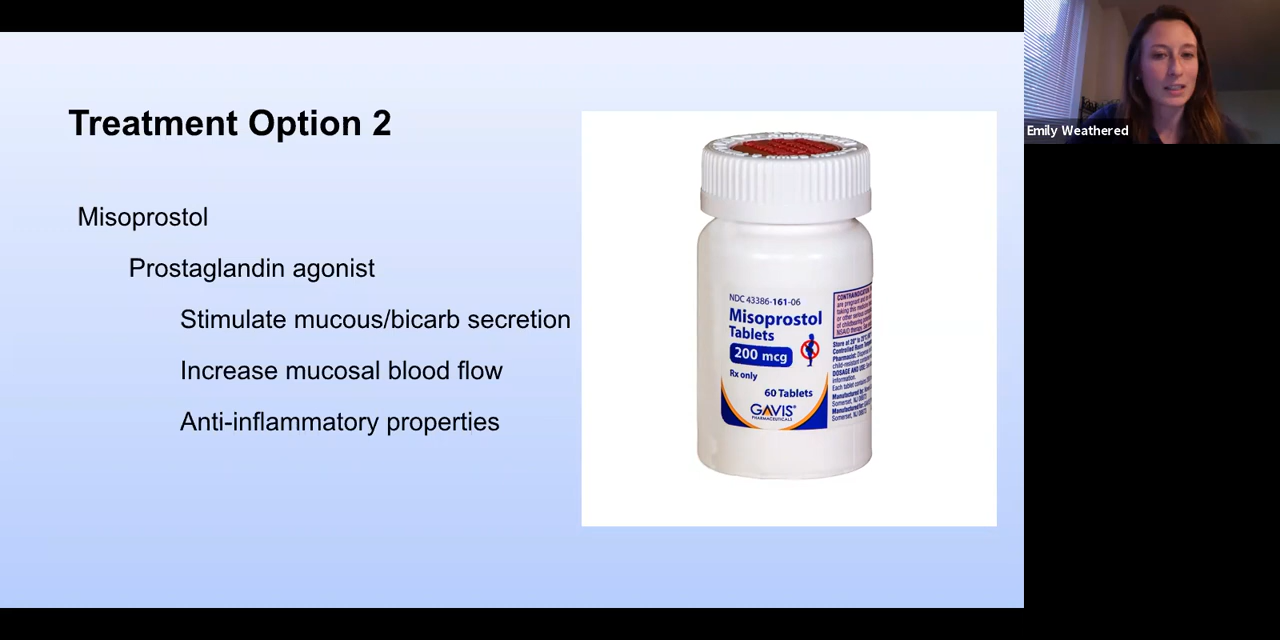 Treatment Option 2
Misoprostol
Prostaglandin agonist
Stimulate mucous/bicarb secretion
Increase mucosal blood flow
Anti-inflammatory properties
NDC 43386-161-06
Misoprostol
Tablets
200 mcg
Rx only
60 Tablets
GAVIS
PHARMACEUTICALS
Emily Weathered